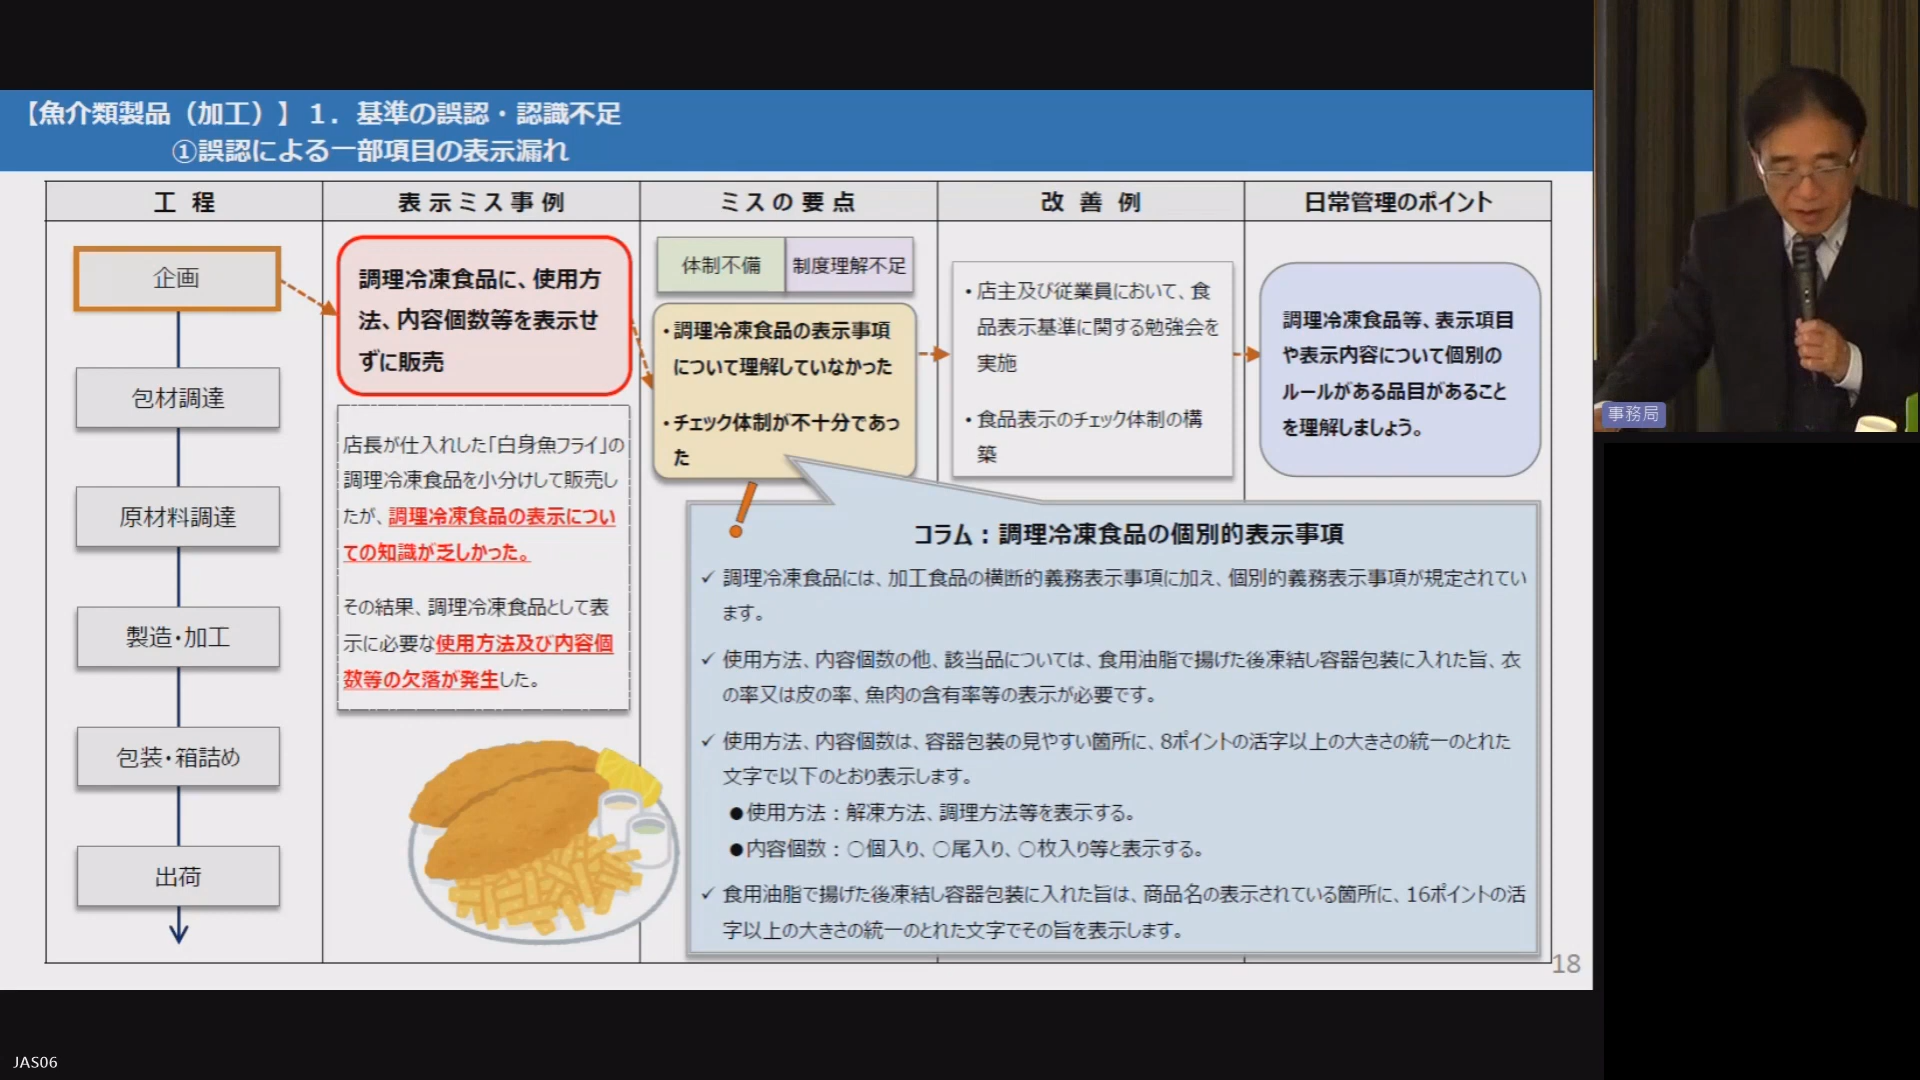 【魚介類製品（加工）】１．基準の誤認・認識不足
①誤認による一部項目の表示漏れ
工 程
表 示 ミ ス 事 例
ミ ス の 要 点
改 善 例
日常管理のポイント
企画
包材調達
原材料調達
製造・加工
包装・箱詰め
出荷
調理冷凍食品に、使用方
法、内容個数等を表示せ
ずに販売
店長が仕入れした「白身魚フライ」の
調理冷凍食品を小分けして販売し
たが、調理冷凍食品の表示につい
ての知識が乏しかった。
その結果、調理冷凍食品として表
示に必要な使用方法及び内容個
数等の欠落が発生した。
体制不備
制度理解不足
・調理冷凍食品の表示事項
について理解していなかった
・チェック体制が不十分であっ
た
・店主及び従業員において、食
品表示基準に関する勉強会を
実施
・食品表示のチェック体制の構
築
調理冷凍食品等、表示項目
や表示内容について個別の
ルールがある品目があること
を理解しましょう。
コラム：調理冷凍食品の個別的表示事項
✓ 調理冷凍食品には、加工食品の横断的義務表示事項に加え、個別的義務表示事項が規定されてい
ます。
✓ 使用方法、内容個数の他、該当品については、食用油脂で揚げた後凍結し容器包装に入れた旨、衣
の率又は皮の率、魚肉の含有率等の表示が必要です。
✓ 使用方法、内容個数は、容器包装の見やすい箇所に、8ポイントの活字以上の大きさの統一のとれた
文字で以下のとおり表示します。
●使用方法：解凍方法、調理方法等を表示する。
●内容個数：○個入り、○尾入り、○枚入り等と表示する。
✓ 食用油脂で揚げた後凍結し容器包装に入れた旨は、商品名の表示されている箇所に、16ポイントの活
字以上の大きさの統一のとれた文字でその旨を表示します。
18
事務局
JAS06